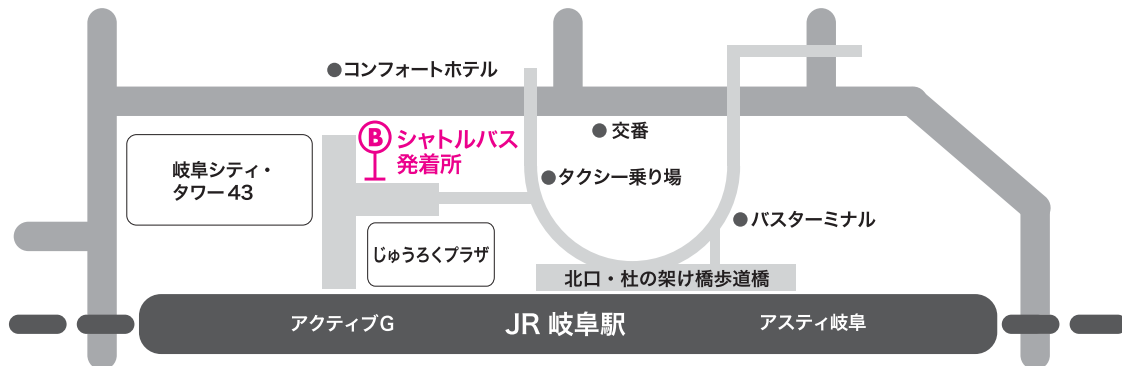 コンフォートホテル
B シャトルバス
発着所
交番
岐阜シティ・
タワー43
タクシー乗り場
バスターミナル
じゅうろくプラザ
北口・杜の架け橋歩道橋
アクティブG
JR 岐阜駅
アスティ岐阜